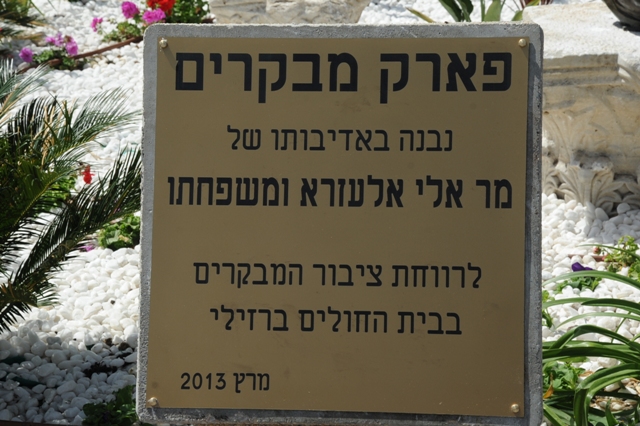 פארק מבקרים
נבנה באדיבותו של
מר אלי אלעזרא ומשפחתו
לרווחת ציבור המבקרים
בבית החולים ברזילי
מרץ 2013